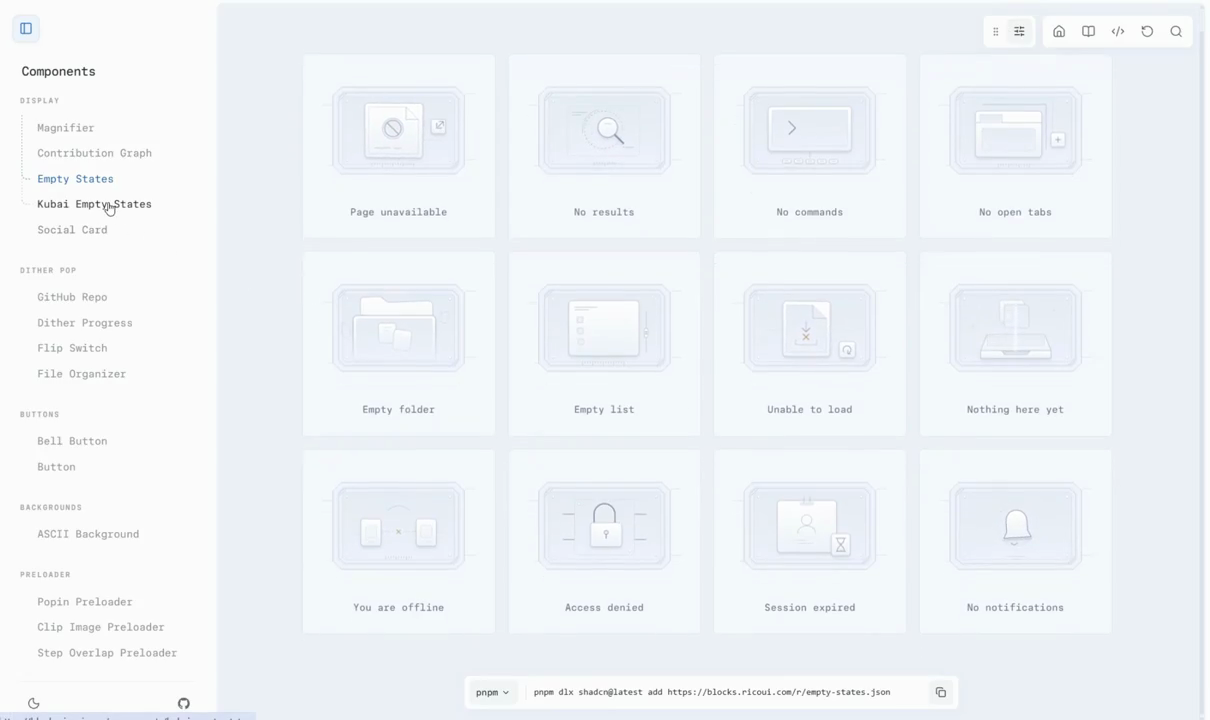 Components
DISPLAY
Magnifier
Contribution Graph
Empty States
Kubai Empty States
Social Card
DITHER POP
GitHub Repo
Dither Progress
Flip Switch
File Organizer
BUTTONS
Bell Button
Button
BACKGROUNDS
ASCII Background
PRELOADER
Popin Preloader
Clip Image Preloader
Step Overlap Preloader
Page unavailable
No results
No commands
No open tabs
Empty folder
Empty list
Unable to load
Nothing here yet
You are offline
Access denied
Session expired
No notifications
pnpm
pnpm dlx shadcn@latest add https://blocks.ricoui.com/r/empty-states.json